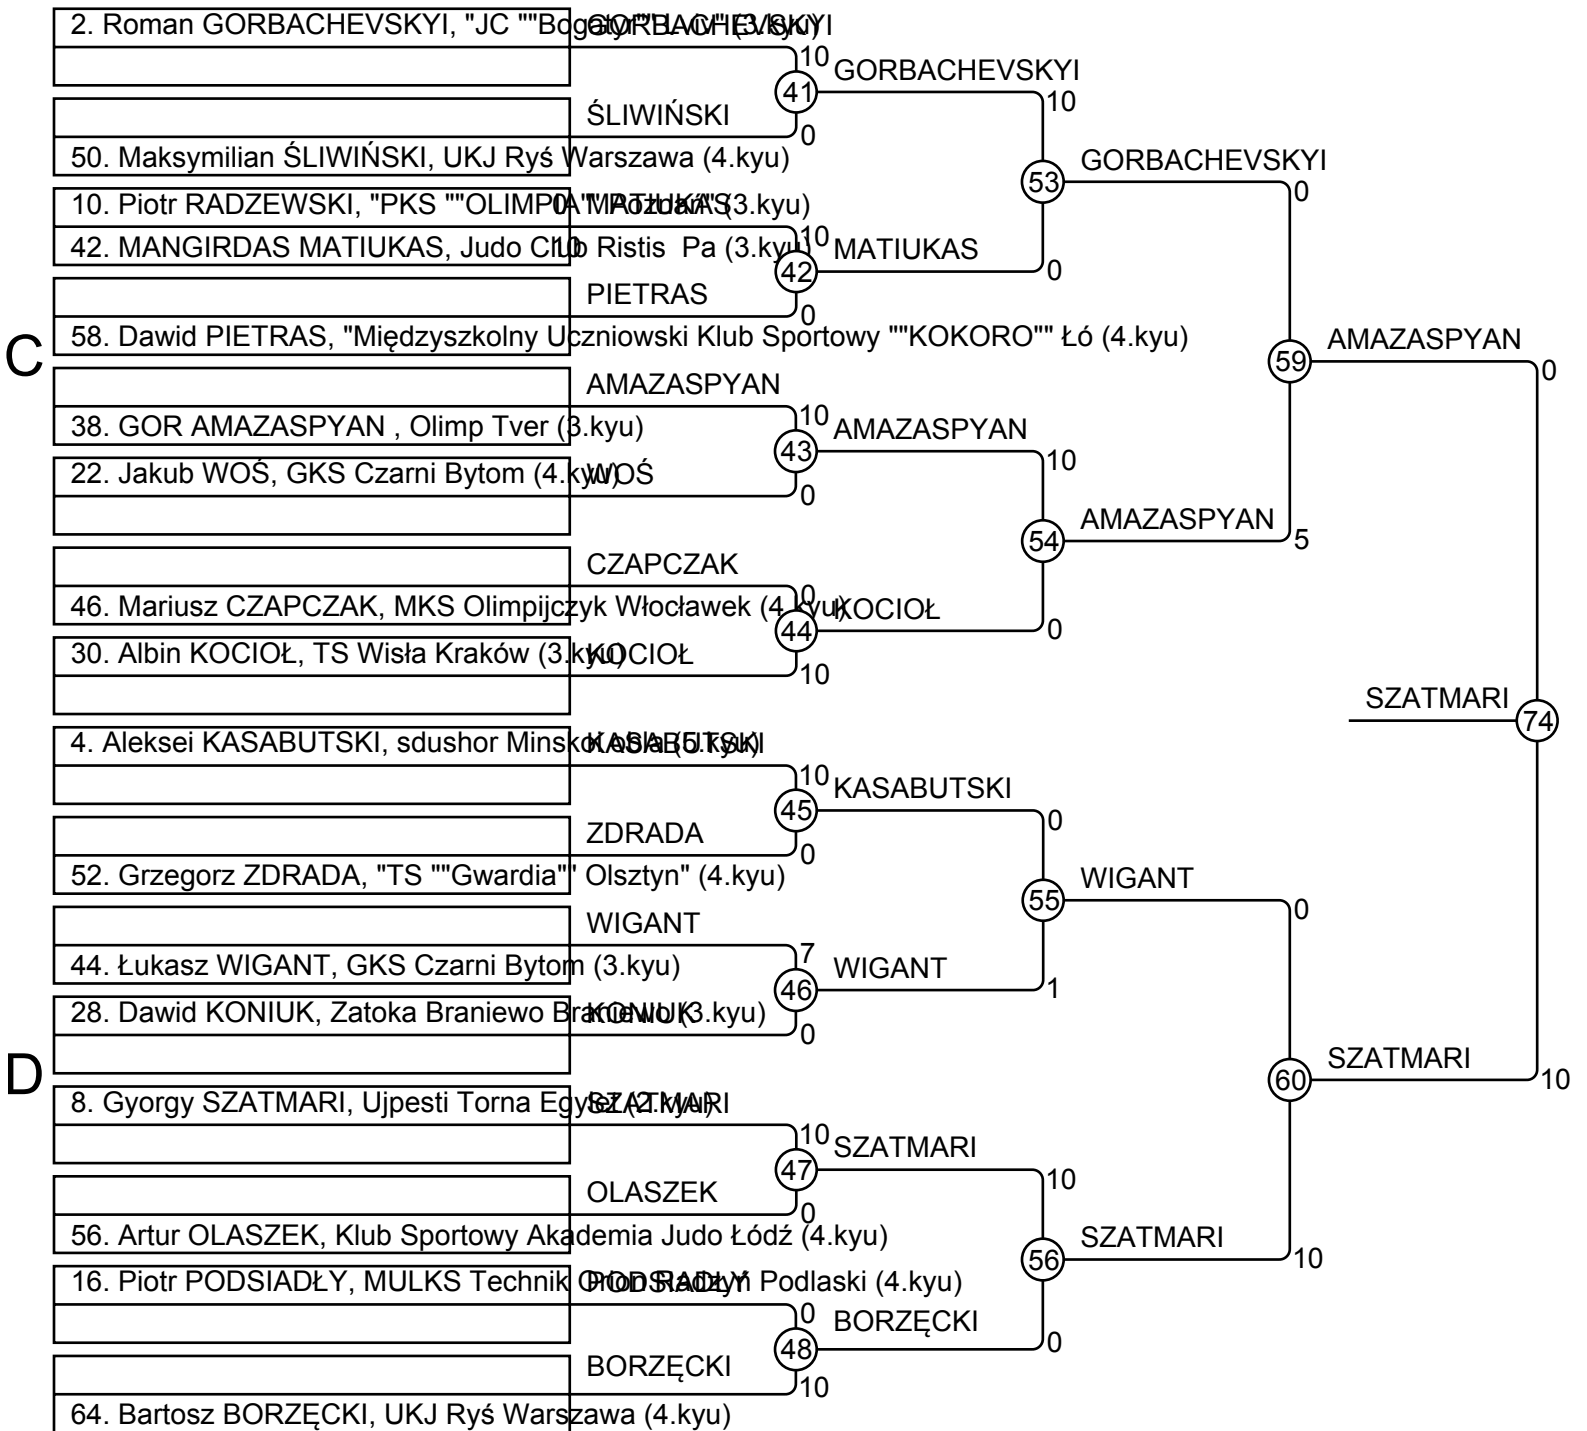 2. Roman GORBACHEVSKYI, "JC ""Bogatyr"" Lviv" (3.kyu)
GORBACHEVSKYI
10
41
GORBACHEVSKYI
10
ŚLIWIŃSKI
0
50. Maksymilian ŚLIWIŃSKI, UKJ Ryś Warszawa (4.kyu)
53
GORBACHEVSKYI
0
10. Piotr RADZEWSKI, "PKS ""OLIMPIA"" Poznań" (3.kyu)
0
MATIUKAS
10
42. MANGIRDAS MATIUKAS, Judo Club Ristis Pa (3.kyu)
10
42
MATIUKAS
0
PIETRAS
0
58. Dawid PIETRAS, "Międzyszkolny Uczniowski Klub Sportowy ""KOKORO"" Łó (4.kyu)
C
59
AMAZASPYAN
0
AMAZASPYAN
10
38. GOR AMAZASPYAN , Olimp Tver (3.kyu)
43
AMAZASPYAN
10
22. Jakub WOŚ, GKS Czarni Bytom (4.kyu)
WOŚ
0
54
AMAZASPYAN
5
CZAPCZAK
0
46. Mariusz CZAPCZAK, MKS Olimpijczyk Włocławek (4.kyu)
44
KOCIOŁ
0
30. Albin KOCIOŁ, TS Wisła Kraków (3.kyu)
KOCIOŁ
10
SZATMARI
74
4. Aleksei KASABUTSKI, sdushor Minsk
KASABUTSKI
10
45
KASABUTSKI
0
ZDRADA
0
52. Grzegorz ZDRADA, "TS ""Gwardia"" Olsztyn" (4.kyu)
55
WIGANT
0
WIGANT
7
44. Łukasz WIGANT, GKS Czarni Bytom (3.kyu)
46
WIGANT
1
28. Dawid KONIUK, Zatoka Braniewo Braniewo (3.kyu)
KONIUK
0
D
60
SZATMARI
10
8. Gyorgy SZATMARI, Ujpesti Torna Egylet (2.kyu)
SZATMARI
10
47
SZATMARI
10
OLASZEK
0
56. Artur OLASZEK, Klub Sportowy Akademia Judo Łódź (4.kyu)
56
SZATMARI
10
16. Piotr PODSIADŁY, MULKS Technik Orion Radzyń Podlaski (4.kyu)
PODSIADŁY
0
48
BORZĘCKI
0
BORZĘCKI
10
64. Bartosz BORZĘCKI, UKJ Ryś Warszawa (4.kyu)